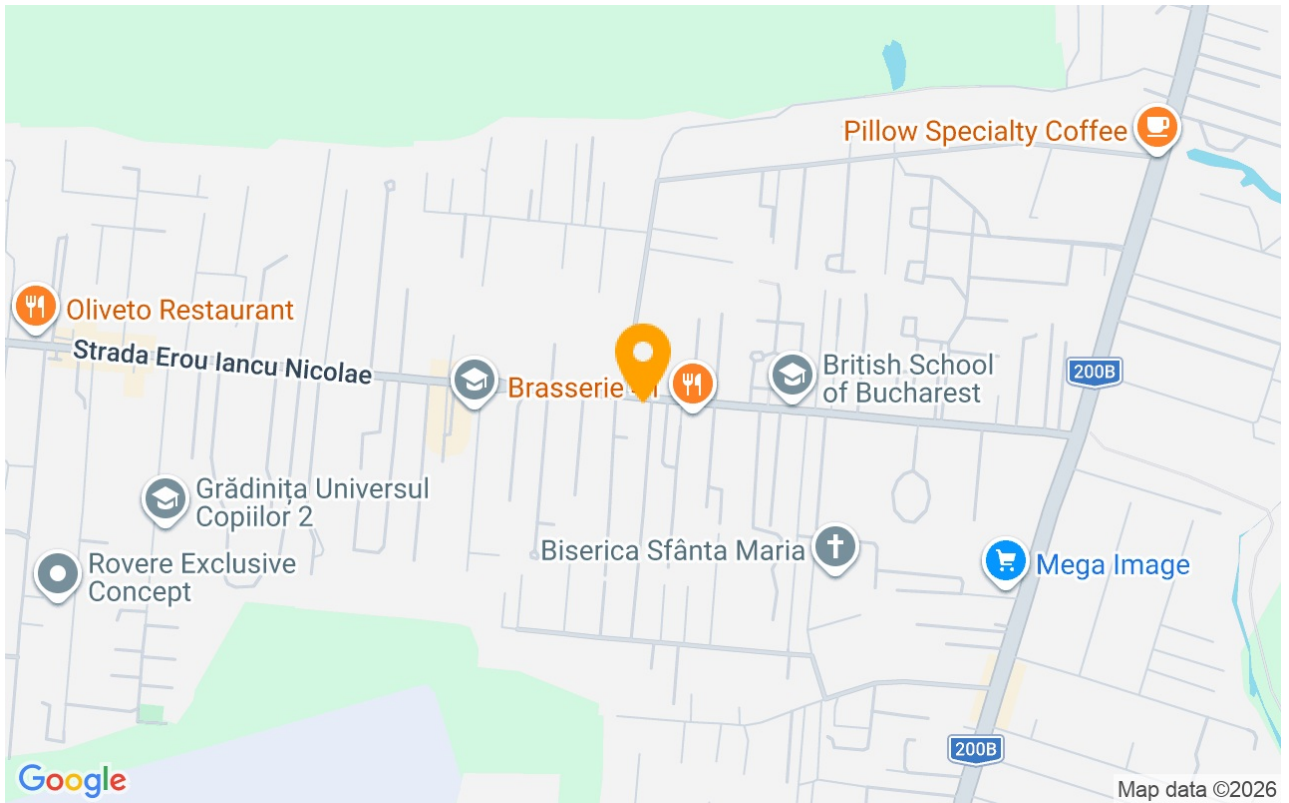 Pillow Specialty Coffee
Oliveto Restaurant
Strada Erou Iancu Nicolae
Brasserie
British School
of Bucharest
200B
Grădinița Universul
Copiilor 2
Biserica Sfânta Maria
Rovere Exclusive
Concept
Mega Image
200B
Google
Map data ©2026